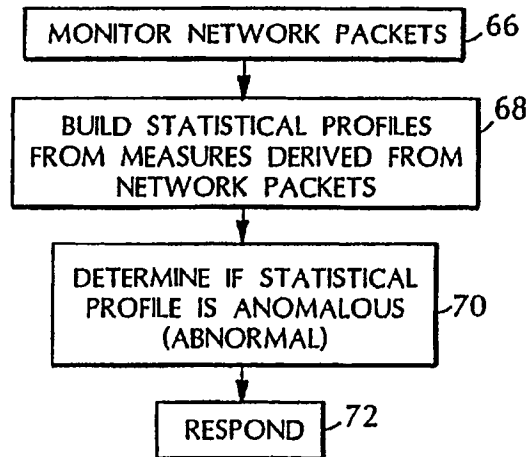 MONITOR NETWORK PACKETS
66
BUILD STATISTICAL PROFILES
FROM MEASURES DERIVED FROM
NETWORK PACKETS
68
DETERMINE IF STATISTICAL
PROFILE IS ANOMALOUS
(ABNORMAL)
70
RESPOND
72